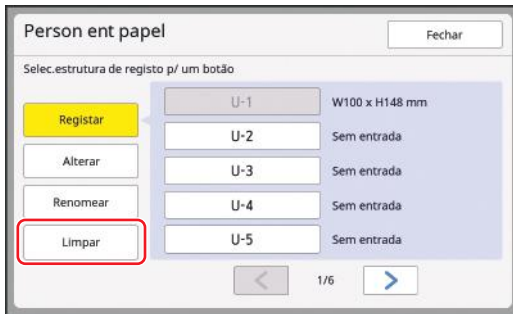 Person ent papel
Fechar
Selec.estrutura de registo p/ um botão
Registar
Alterar
Renomear
Limpar
U-1 W100 x H148 mm
U-2 Sem entrada
U-3 Sem entrada
U-4 Sem entrada
U-5 Sem entrada
1/6